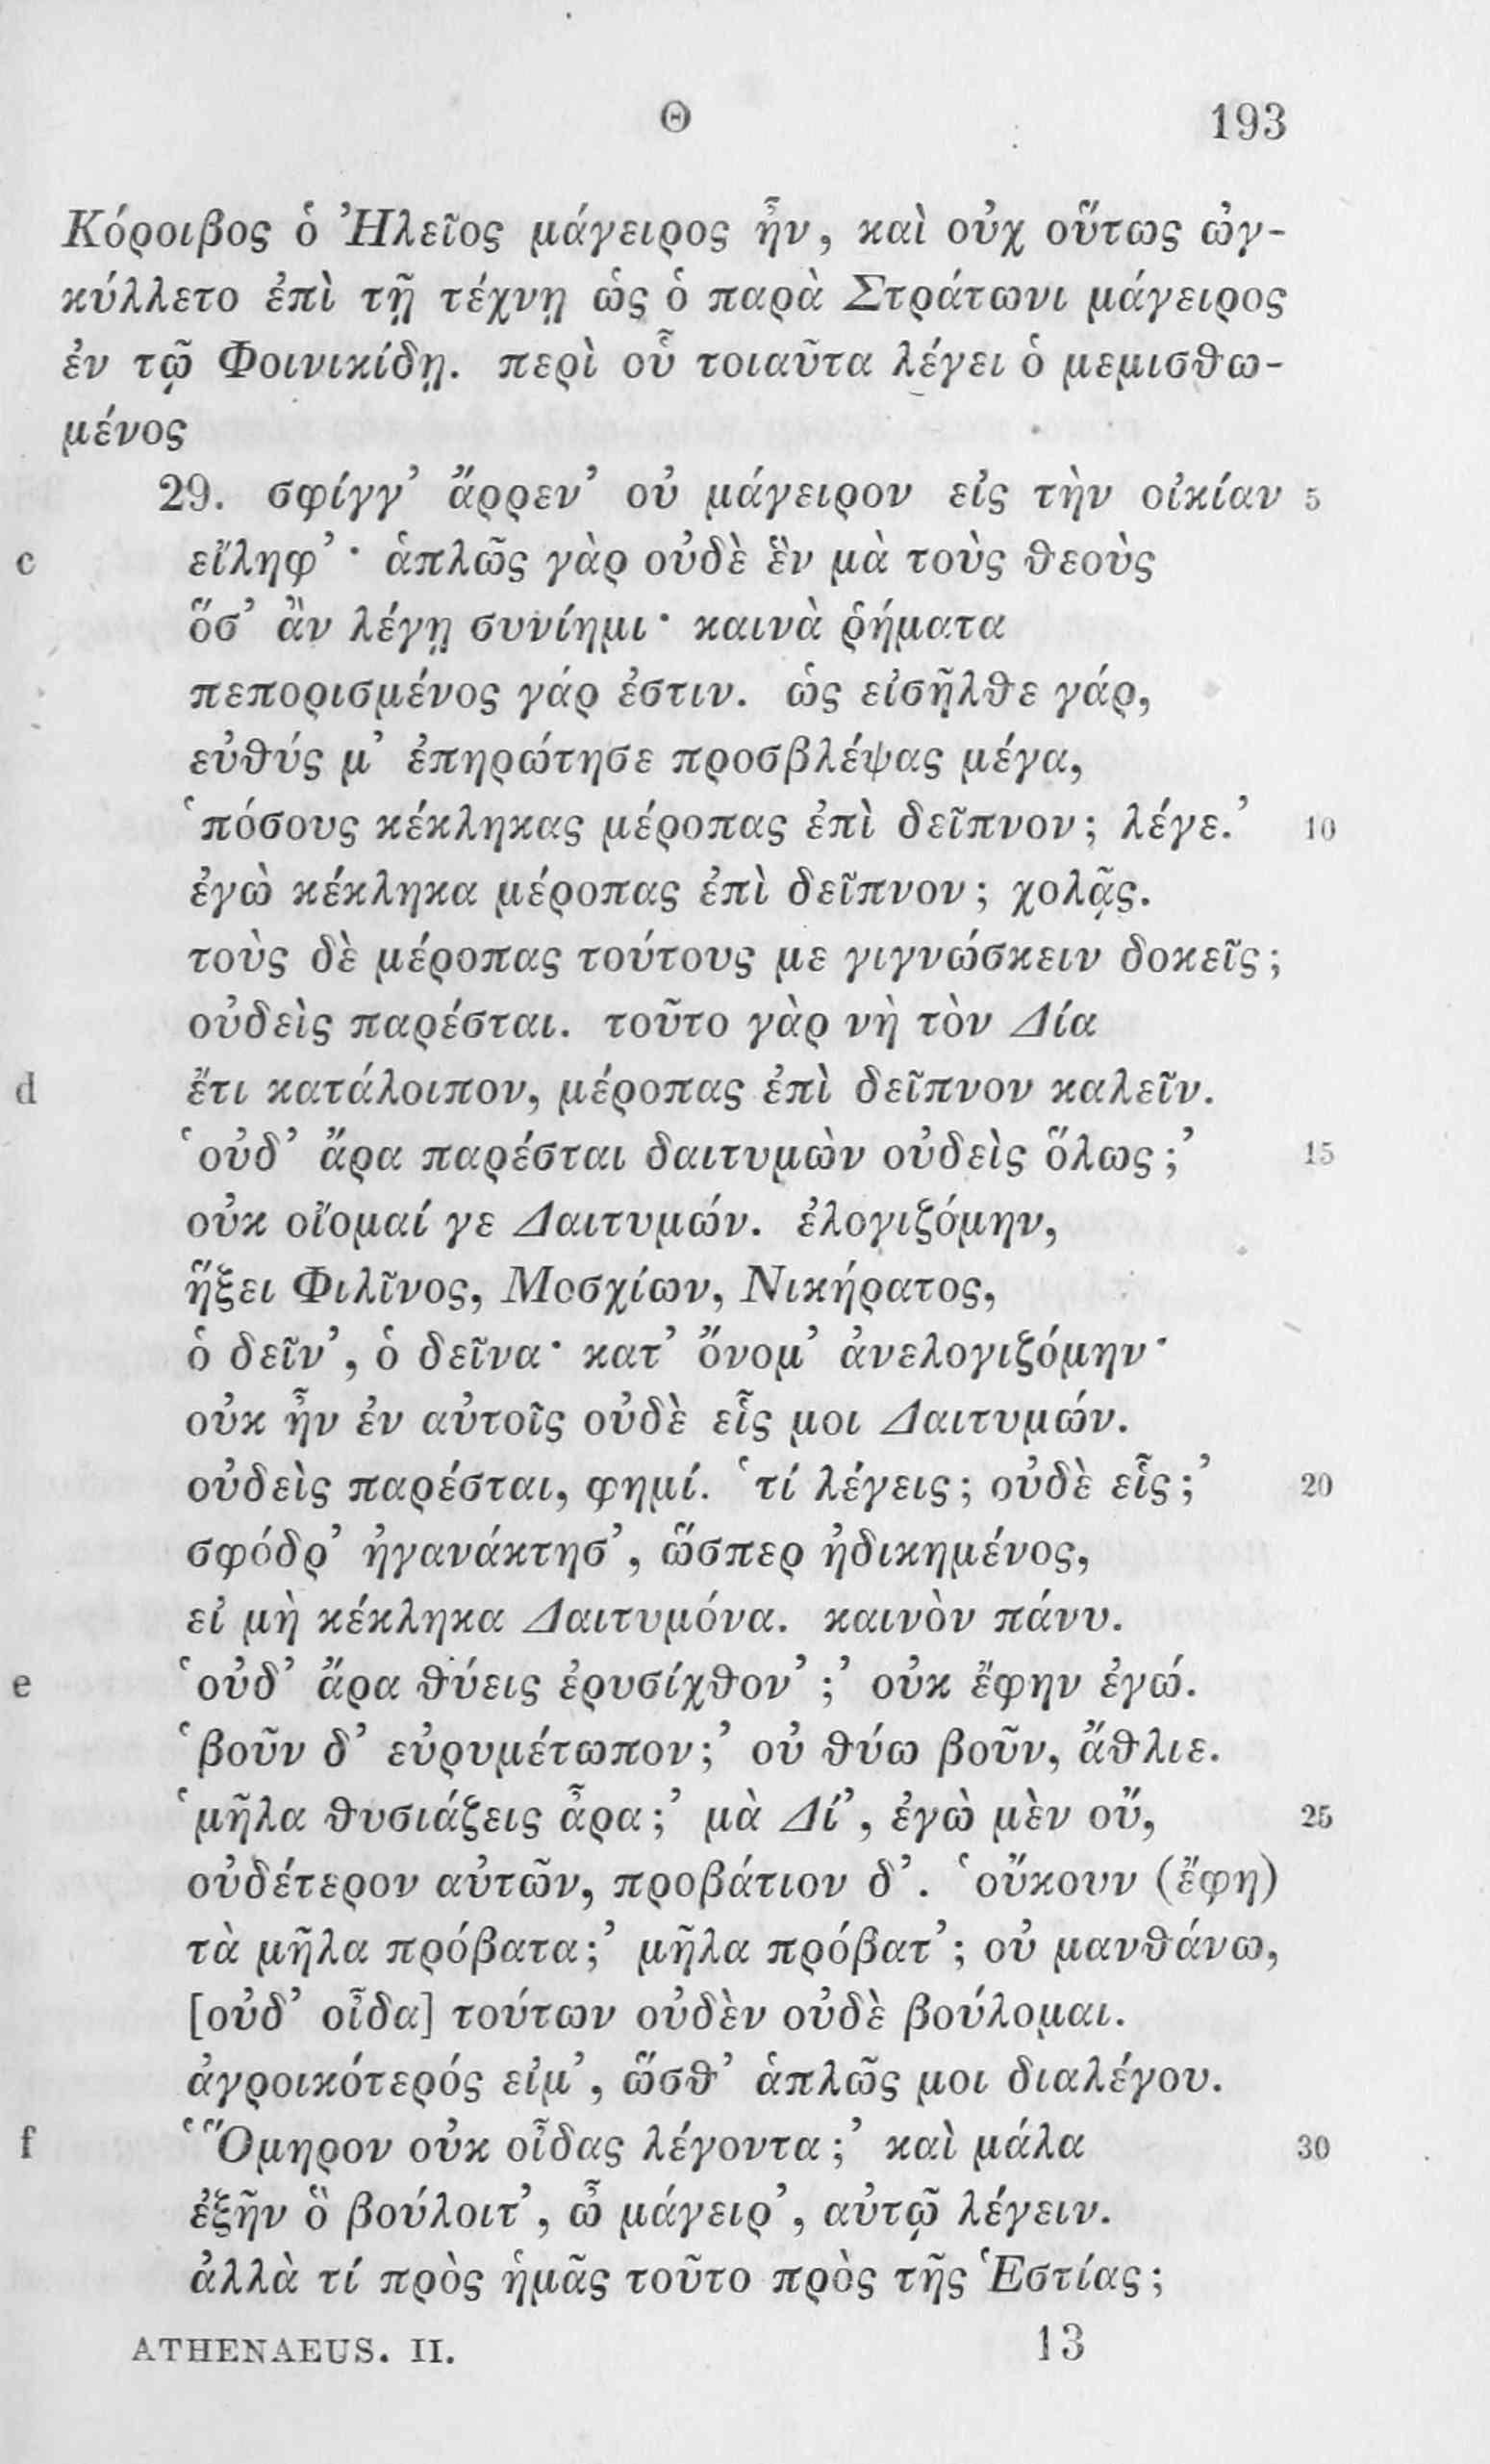 Θ 193
Κόροιβος ὁ Ἠλεῖος μάγειρος ἦν, καὶ οὐχ οὕτως ὠγ-
κύλλετο ἐπὶ τῇ τέχνῃ ὡς ὁ παρὰ Στράτωνι μάγειρος
ἐν τῷ Φοινικίδῃ. περὶ οὗ τοιαῦτα λέγει ὁ μεμισθω-
μένος
29. σφίγγ’ ἄρρεν’ οὐ μάγειρον εἰς τὴν οἰκίαν 5
c εἴληφ’· ἁπλῶς γὰρ οὐδὲ ἓν μὰ τοὺς θεοὺς
ὅσ’ ἂν λέγῃ συνίημι· καινὰ ῥήματα
πεπορισμένος γάρ ἐστιν. ὡς εἰσῆλθε γάρ,
εὐθύς μ’ ἐπηρώτησε προσβλέψας μέγα,
‘πόσους κέκληκας μέροπας ἐπὶ δεῖπνον; λέγε.’ 10
ἐγὼ κέκληκα μέροπας ἐπὶ δεῖπνον; χολᾷς.
τοὺς δὲ μέροπας τούτους με γιγνώσκειν δοκεῖς;
οὐδεὶς παρέσται. τοῦτο γὰρ νὴ τὸν Δία
d ἔτι κατάλοιπον, μέροπας ἐπὶ δεῖπνον καλεῖν.
‘οὐδ’ ἄρα παρέσται δαιτυμὼν οὐδεὶς ὅλως;’ 15
οὐκ οἴομαί γε Δαιτυμών. ἐλογιζόμην,
ἥξει Φιλῖνος, Μοσχίων, Νικήρατος,
ὁ δεῖν’, ὁ δεῖνα· κατ’ ὄνομ’ ἀνελογιζόμην·
οὐκ ἦν ἐν αὐτοῖς οὐδὲ εἷς μοι Δαιτυμών.
οὐδεὶς παρέσται, φημί. ‘τί λέγεις; οὐδὲ εἷς;’ 20
σφόδρ’ ἠγανάκτησ’, ὥσπερ ἠδικημένος,
εἰ μὴ κέκληκα Δαιτυμόνα. καινὸν πάνυ.
e ‘οὐδ’ ἄρα θύεις ἐρυσίχθον’;’ οὐκ ἔφην ἐγώ.
‘βοῦν δ’ εὐρυμέτωπον;’ οὐ θύω βοῦν, ἄθλιε.
‘μῆλα θυσιάζεις ἆρα;’ μὰ Δί’, ἐγὼ μὲν οὔ, 25
οὐδέτερον αὐτῶν, προβάτιον δ’. ‘οὔκουν (ἔφη)
τὰ μῆλα πρόβατα;’ μῆλα πρόβατ’; οὐ μανθάνω,
[οὐδ’ οἶδα] τούτων οὐδὲν οὐδὲ βούλομαι.
ἀγροικότερός εἰμ’, ὥσθ’ ἁπλῶς μοι διαλέγου.
f ‘Ὅμηρον οὐκ οἶδας λέγοντα;’ καὶ μάλα 30
ἐξῆν ὃ βούλοιτ’, ὦ μάγειρ’, αὐτῷ λέγειν.
ἀλλὰ τί πρὸς ἡμᾶς τοῦτο πρὸς τῆς Ἑστίας;
ATHENAEUS. II. 13